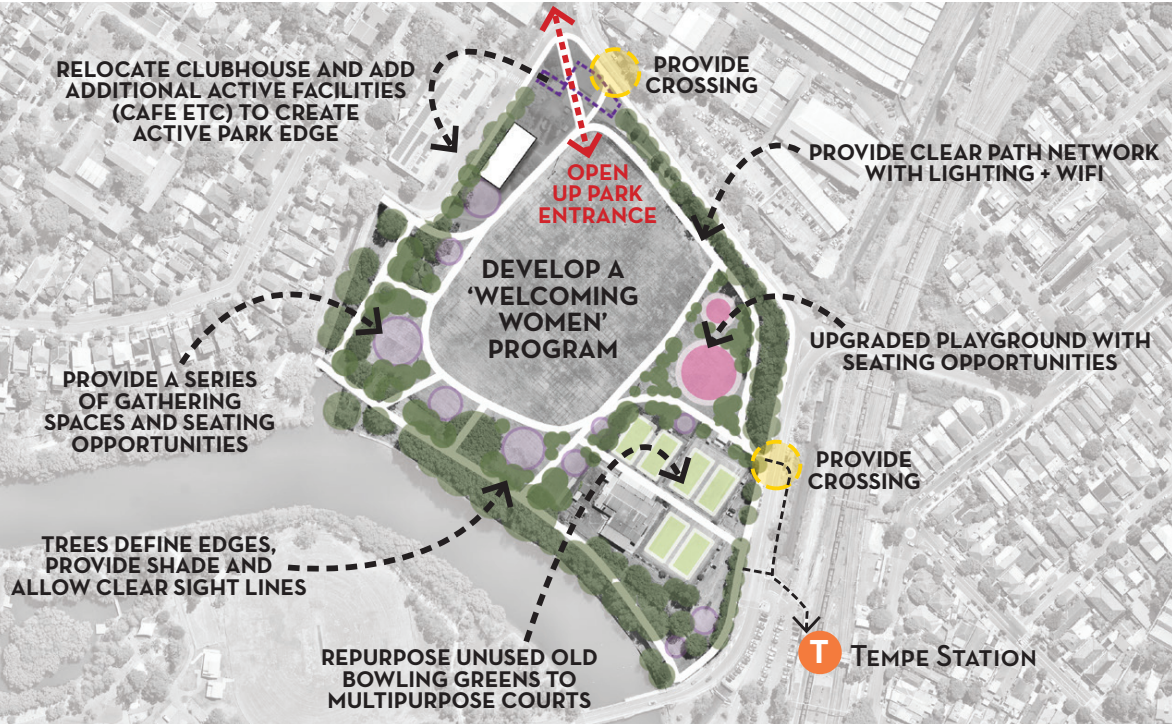 RELOCATE CLUBHOUSE AND ADD
ADDITIONAL ACTIVE FACILITIES
(CAFE ETC) TO CREATE
ACTIVE PARK EDGE
PROVIDE
CROSSING
PROVIDE CLEAR PATH NETWORK
WITH LIGHTING + WIFI
OPEN
UP PARK
ENTRANCE
DEVELOP A
‘WELCOMING
WOMEN’
PROGRAM
UPGRADED PLAYGROUND WITH
SEATING OPPORTUNITIES
PROVIDE A SERIES
OF GATHERING
SPACES AND SEATING
OPPORTUNITIES
PROVIDE
CROSSING
TREES DEFINE EDGES,
PROVIDE SHADE AND
ALLOW CLEAR SIGHT LINES
REPURPOSE UNUSED OLD
BOWLING GREENS TO
MULTIPURPOSE COURTS
T TEMPE STATION